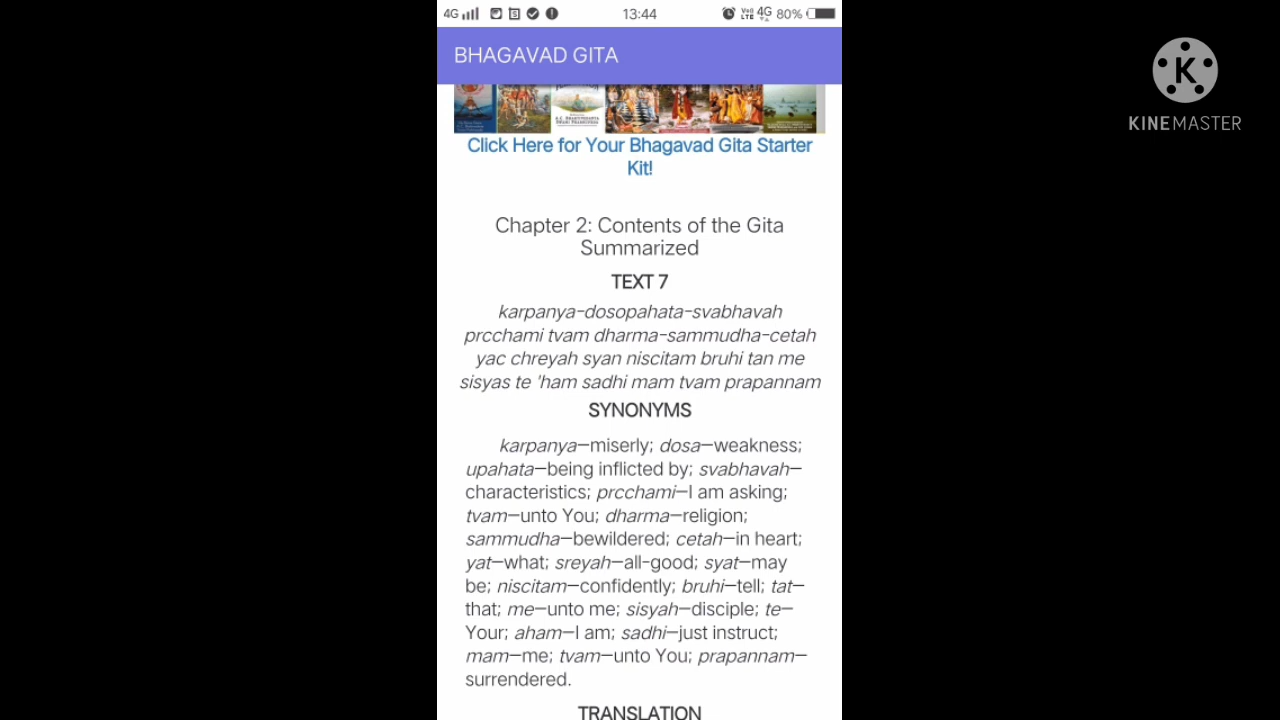 4G 13:44 VoD LTE 4G 80%
BHAGAVAD GITA
K
KINEMASTER
Click Here for Your Bhagavad Gita Starter
Kit!
Chapter 2: Contents of the Gita
Summarized
TEXT 7
karpanya-dosopahata-svabhavah
prcchami tvam dharma-sammudha-cetah
yac chreyah syan niscitam bruhi tan me
sisyas te 'ham sadhi mam tvam prapannam
SYNONYMS
karpanya—miserly; dosa—weakness;
upahata—being inflicted by; svabhavah—
characteristics; prcchami—I am asking;
tvam—unto You; dharma—religion;
sammudha—bewildered; cetah—in heart;
yat—what; sreyah—all-good; syat—may
be; niscitam—confidently; bruhi—tell; tat—
that; me—unto me; sisyah—disciple; te—
Your; aham—I am; sadhi—just instruct;
mam—me; tvam—unto You; prapannam—
surrendered.
TRANSLATION